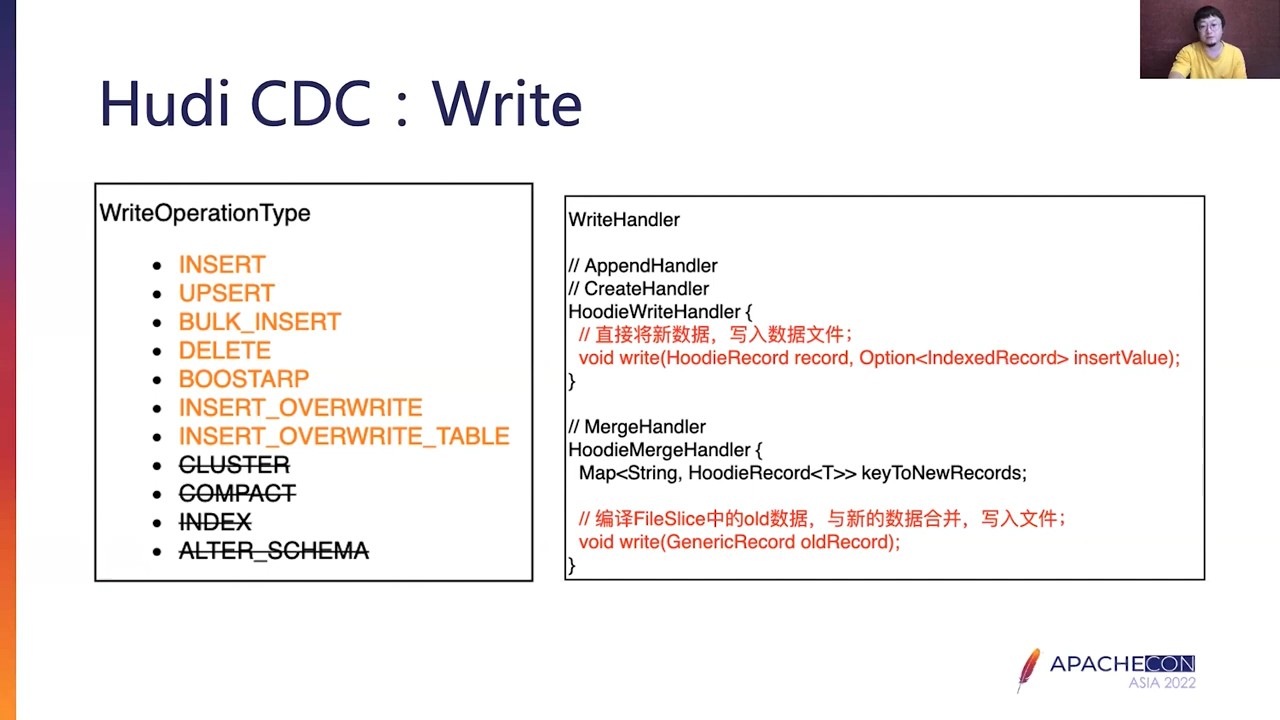 Hudi CDC：Write
WriteOperationType
• INSERT
• UPSERT
• BULK_INSERT
• DELETE
• BOOSTARP
• INSERT_OVERWRITE
• INSERT_OVERWRITE_TABLE
• CLUSTER
• COMPACT
• INDEX
• ALTER_SCHEMA
WriteHandler
// AppendHandler
// CreateHandler
HoodieWriteHandler {
// 直接将新数据，写入数据文件；
void write(HoodieRecord record, Option<IndexedRecord> insertValue);
}
// MergeHandler
HoodieMergeHandler {
Map<String, HoodieRecord<T>> keyToNewRecords;
// 编译FileSlice中的old数据，与新的数据合并，写入文件；
void write(GenericRecord oldRecord);
}
APACHECON
ASIA 2022